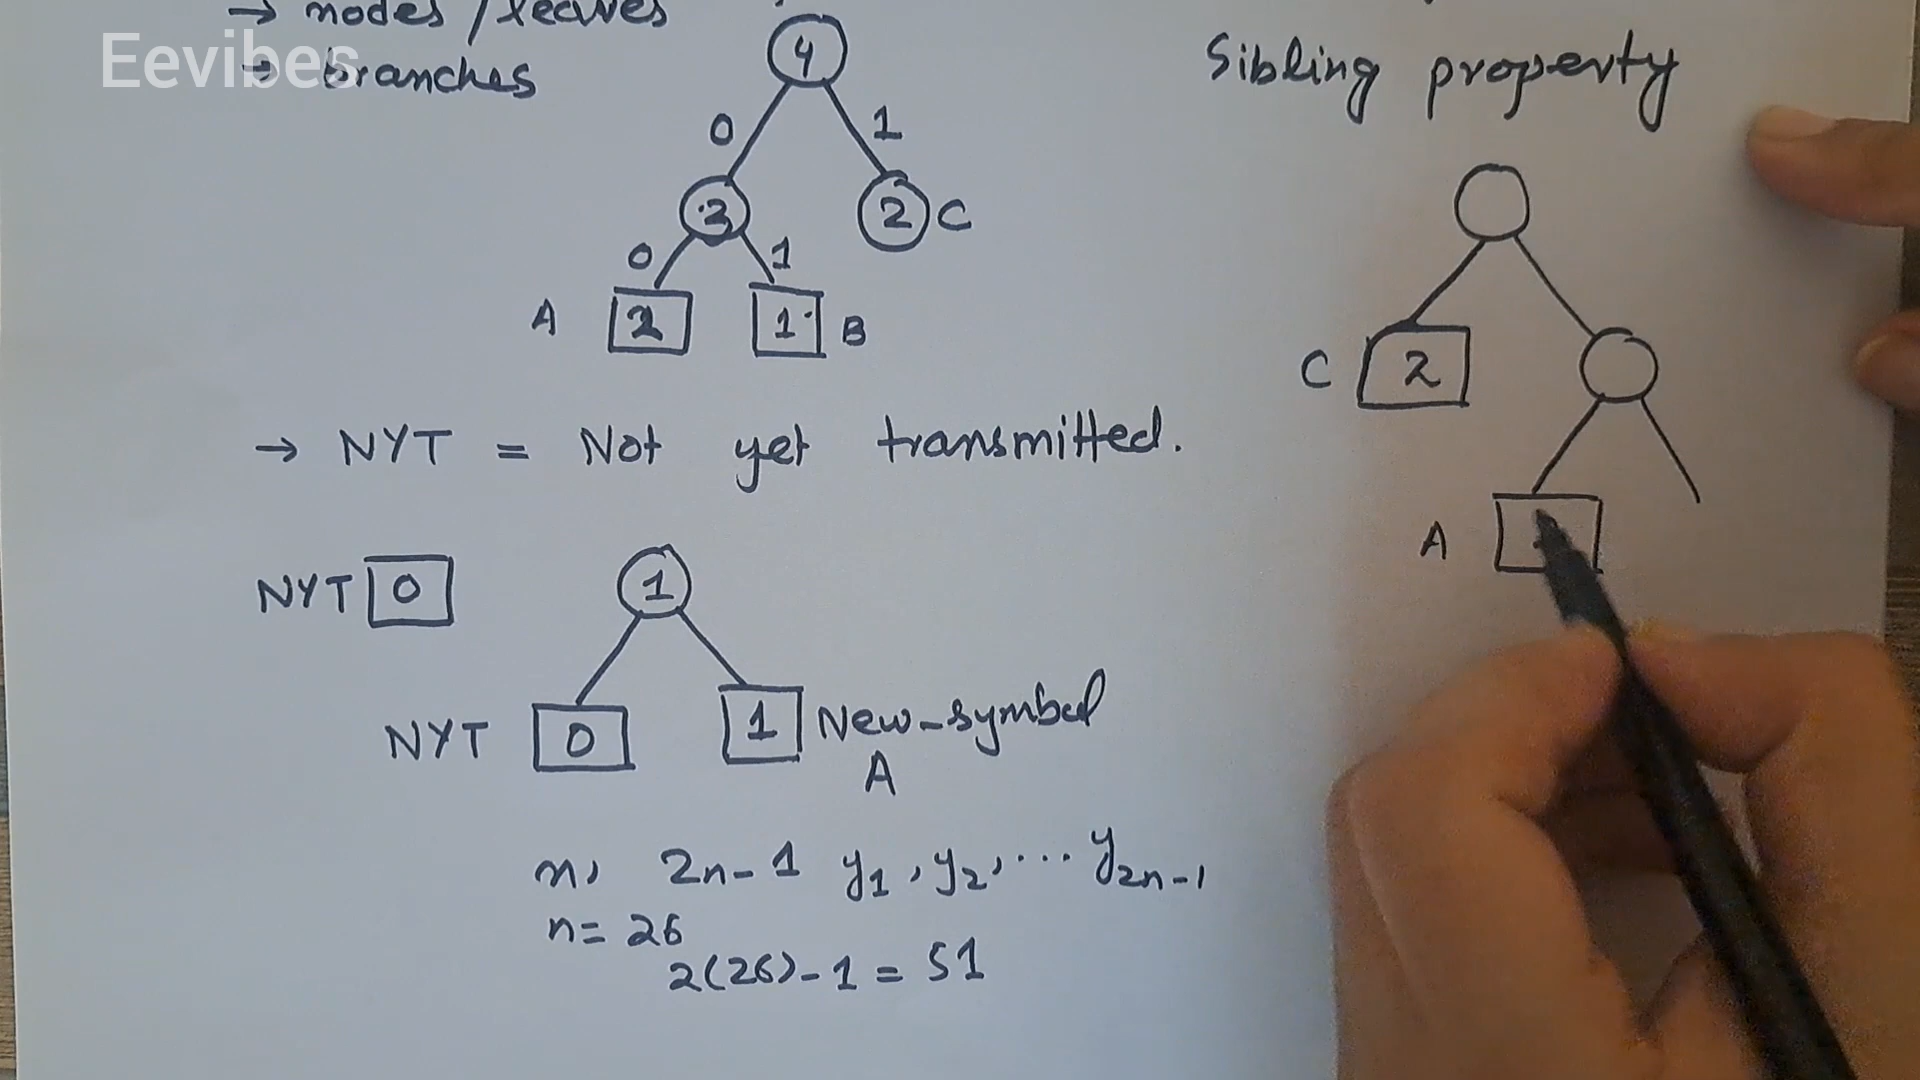 → nodes / leaves
Eevibes
→ branches
4
0 1
3 2 C
0 1
A 2 1 B
→ NYT = Not yet transmitted.
NYT 0
1
NYT 0 1 New-symbol
A
n, 2n-1 y1, y2, ... y2n-1
n= 26
2(26)-1 = 51
Sibling property
C 2
A